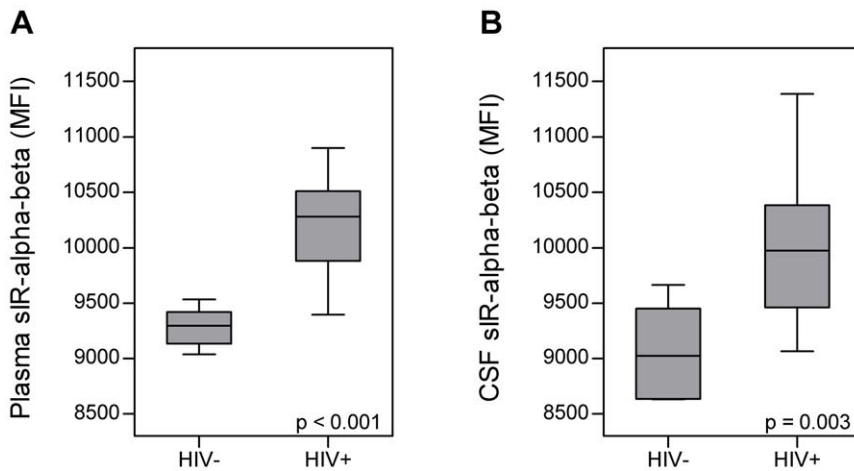 A
Plasma sIR-alpha-beta (MFI)
11500
11000
10500
10000
9500
9000
8500
p < 0.001
HIV-
HIV+
B
CSF sIR-alpha-beta (MFI)
11500
11000
10500
10000
9500
9000
8500
p = 0.003
HIV-
HIV+